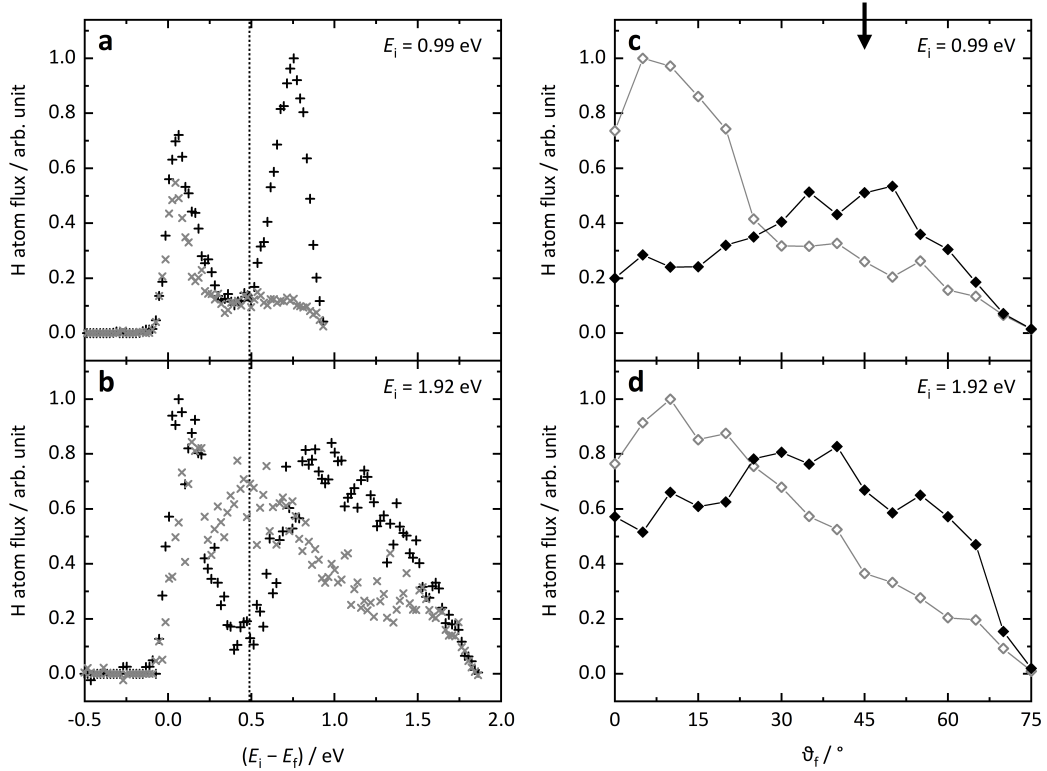 a
E_i = 0.99 eV
1.0
0.8
0.6
0.4
0.2
0.0
H atom flux / arb. unit
c
E_i = 0.99 eV
1.0
0.8
0.6
0.4
0.2
0.0
H atom flux / arb. unit
b
E_i = 1.92 eV
1.0
0.8
0.6
0.4
0.2
0.0
H atom flux / arb. unit
-0.5 0.0 0.5 1.0 1.5 2.0
(E_i − E_f) / eV
d
E_i = 1.92 eV
1.0
0.8
0.6
0.4
0.2
0.0
H atom flux / arb. unit
0 15 30 45 60 75
ϑ_f / °